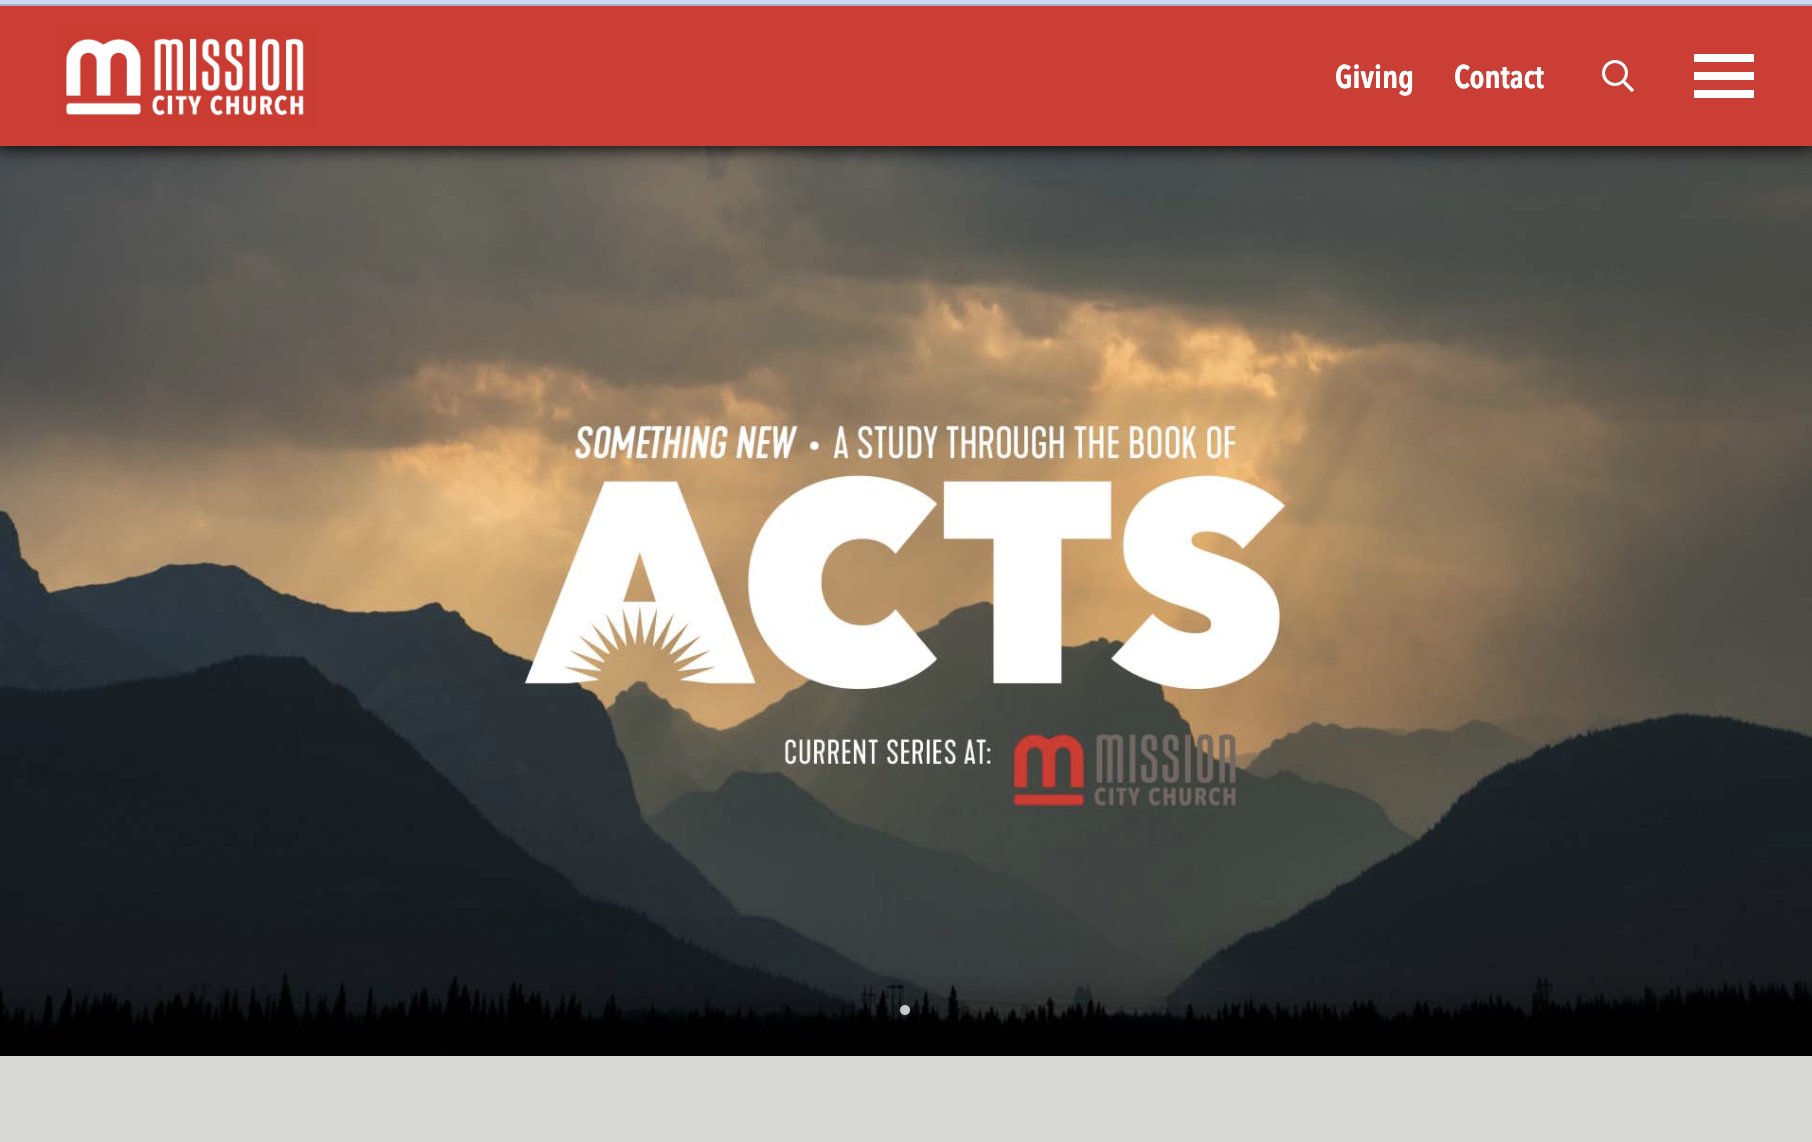 MISSION
CITY CHURCH
Giving
Contact
SOMETHING NEW • A STUDY THROUGH THE BOOK OF
ACTS
CURRENT SERIES AT:
MISSION
CITY CHURCH